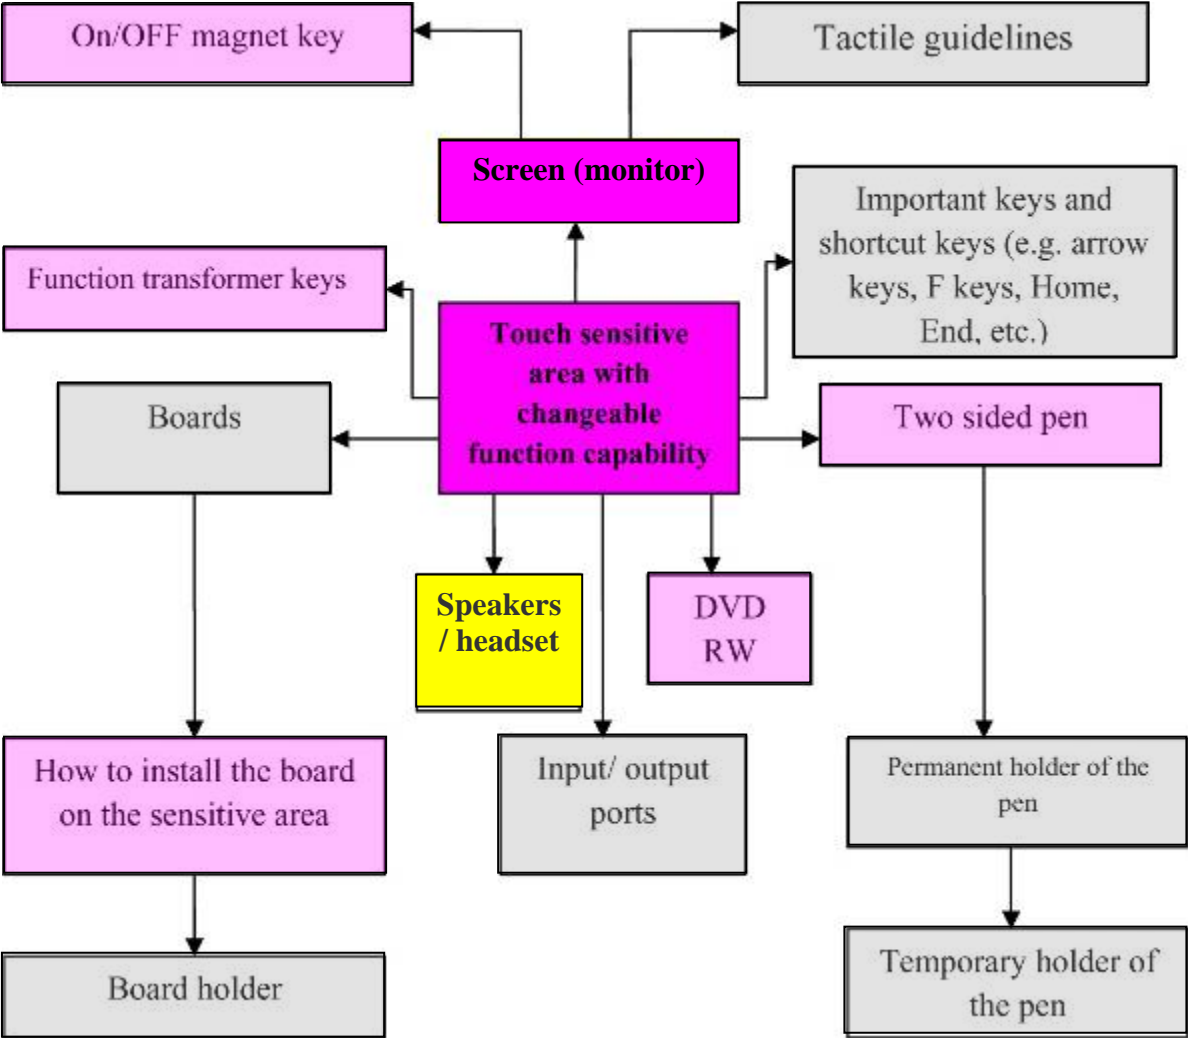 On/OFF magnet key
Tactile guidelines
Screen (monitor)
Important keys and
shortcut keys (e.g. arrow
keys, F keys, Home,
End, etc.)
Function transformer keys
Touch sensitive
area with
changeable
function capability
Boards
Two sided pen
Speakers
/ headset
DVD
RW
How to install the board
on the sensitive area
Input/ output
ports
Permanent holder of the
pen
Board holder
Temporary holder of
the pen